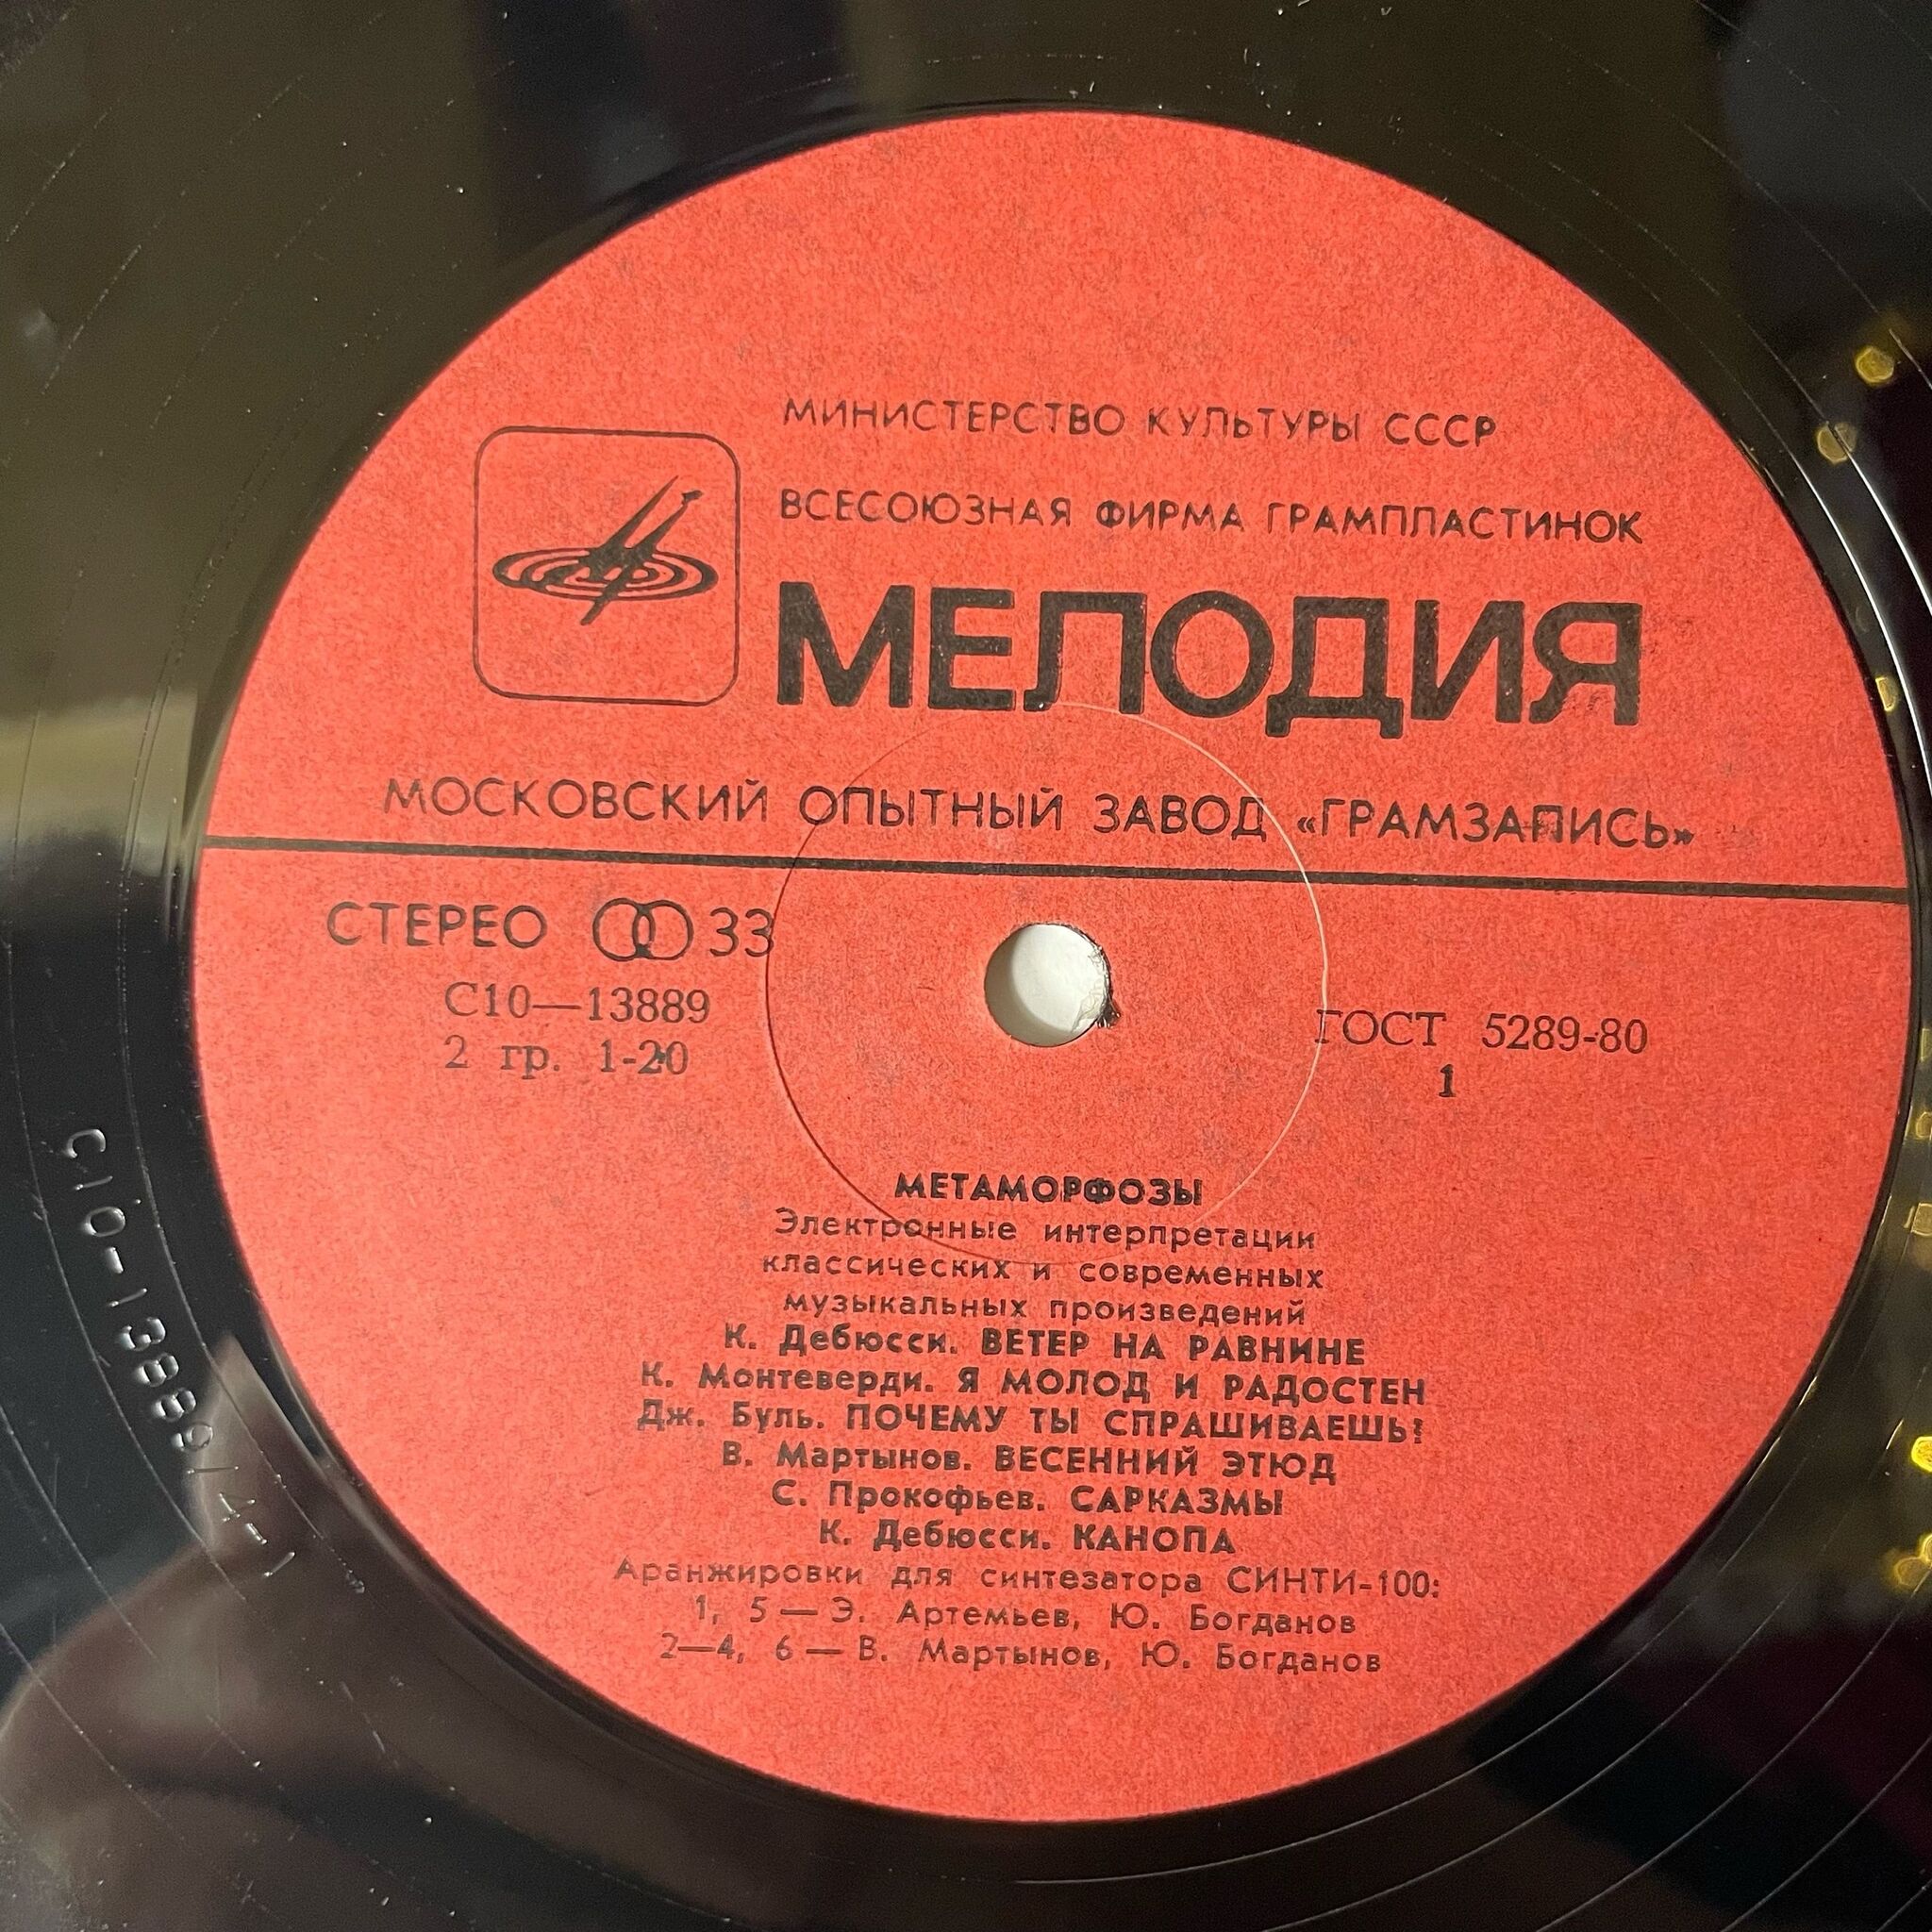 МИНИСТЕРСТВО КУЛЬТУРЫ СССР
ВСЕСОЮЗНАЯ ФИРМА ГРАМПЛАСТИНОК
МЕЛОДИЯ
МОСКОВСКИЙ ОПЫТНЫЙ ЗАВОД «ГРАМЗАПИСЬ»
СТЕРЕО 33
С10—13889
2 гр. 1-20
ГОСТ 5289-80
1
МЕТАМОРФОЗЫ
Электронные интерпретации
классических и современных
музыкальных произведений
К. Дебюсси. ВЕТЕР НА РАВНИНЕ
К. Монтеверди. Я МОЛОД И РАДОСТЕН
Дж. Буль. ПОЧЕМУ ТЫ СПРАШИВАЕШЬ?
В. Мартынов. ВЕСЕННИЙ ЭТЮД
С. Прокофьев. САРКАЗМЫ
К. Дебюсси. КАНОПА
Аранжировки для синтезатора СИНТИ-100:
1, 5 — Э. Артемьев, Ю. Богданов
2—4, 6 — В. Мартынов, Ю. Богданов
С10-13889/4-1